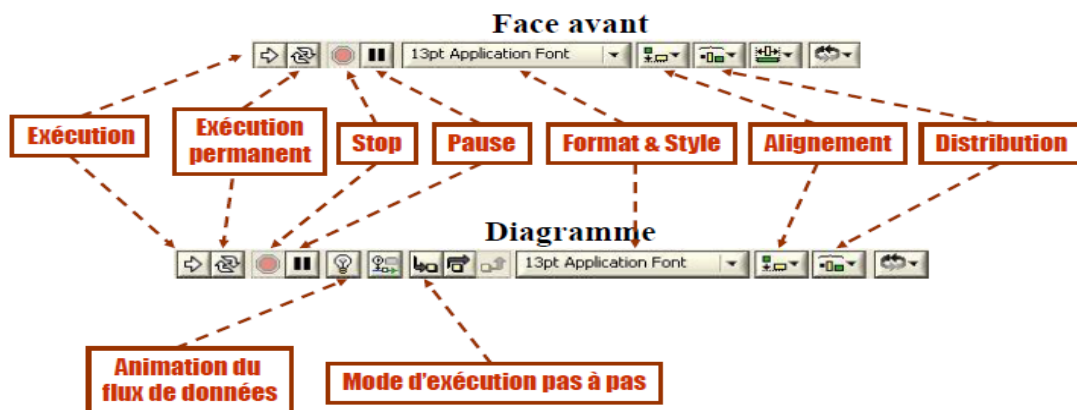 Face avant
13pt Application Font
Exécution
Exécution
permanent
Stop
Pause
Format & Style
Alignement
Distribution
Diagramme
13pt Application Font
Animation du
flux de données
Mode d'exécution pas à pas